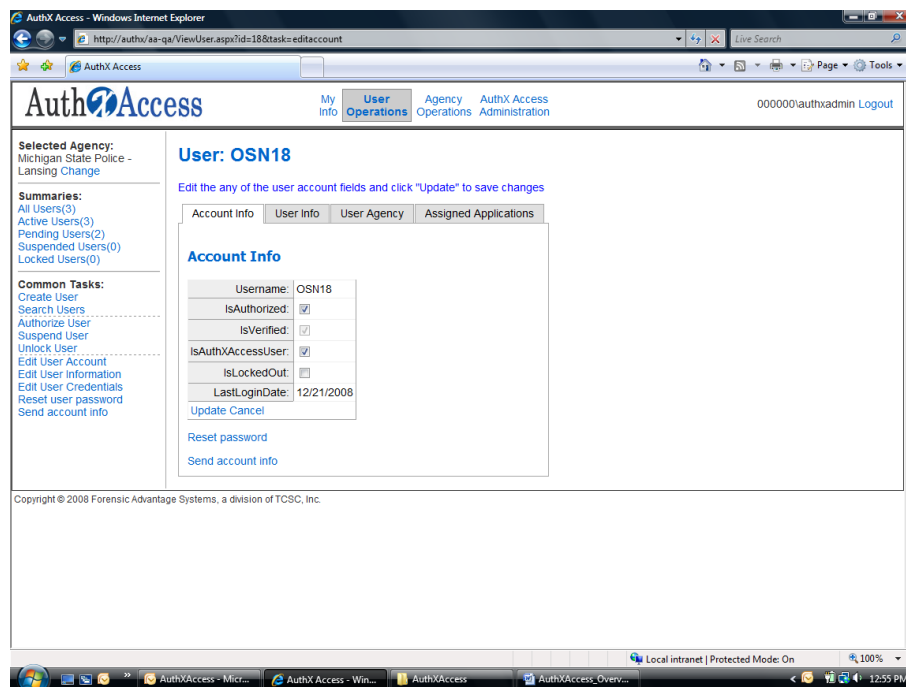 AuthX Access - Windows Internet Explorer
http://authx/aa-qa/ViewUser.aspx?id=18&task=editaccount
Live Search
AuthX Access
Page
Tools
AuthXAccess
My Info
User Operations
Agency Operations
AuthX Access Administration
000000\authxadmin Logout
Selected Agency:
Michigan State Police -
Lansing Change
Summaries:
All Users(3)
Active Users(3)
Pending Users(2)
Suspended Users(0)
Locked Users(0)
Common Tasks:
Create User
Search Users
Authorize User
Suspend User
Unlock User
Edit User Account
Edit User Information
Edit User Credentials
Reset user password
Send account info
User: OSN18
Edit the any of the user account fields and click "Update" to save changes
Account Info
User Info
User Agency
Assigned Applications
Account Info
Username: OSN18
IsAuthorized:
IsVerified:
IsAuthXAccessUser:
IsLockedOut:
LastLoginDate: 12/21/2008
Update Cancel
Reset password
Send account info
Copyright © 2008 Forensic Advantage Systems, a division of TCSC, Inc.
Local intranet | Protected Mode: On
100%
AuthXAccess - Micr...
AuthX Access - Win...
AuthXAccess
AuthXAccess_Overv...
12:55 PM